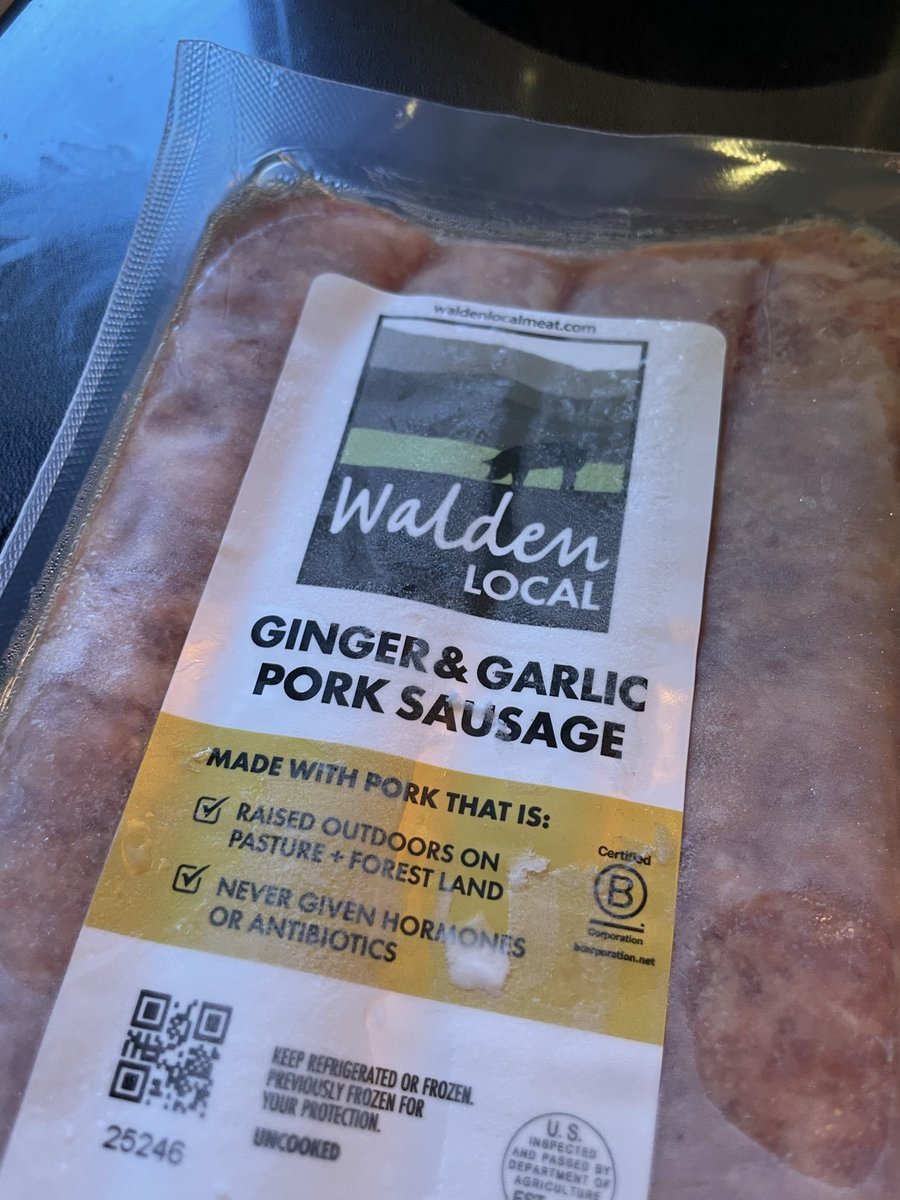 waldenlocalmeat.com
Walden
LOCAL
GINGER & GARLIC
PORK SAUSAGE
MADE WITH PORK THAT IS:
RAISED OUTDOORS ON
PASTURE + FOREST LAND
NEVER GIVEN HORMONES
OR ANTIBIOTICS
Certified
B
Corporation
bcorporation.net
25246
KEEP REFRIGERATED OR FROZEN.
PREVIOUSLY FROZEN FOR
YOUR PROTECTION.
UNCOOKED
U.S.
INSPECTED
AND PASSED BY
DEPARTMENT OF
AGRICULTURE
EST